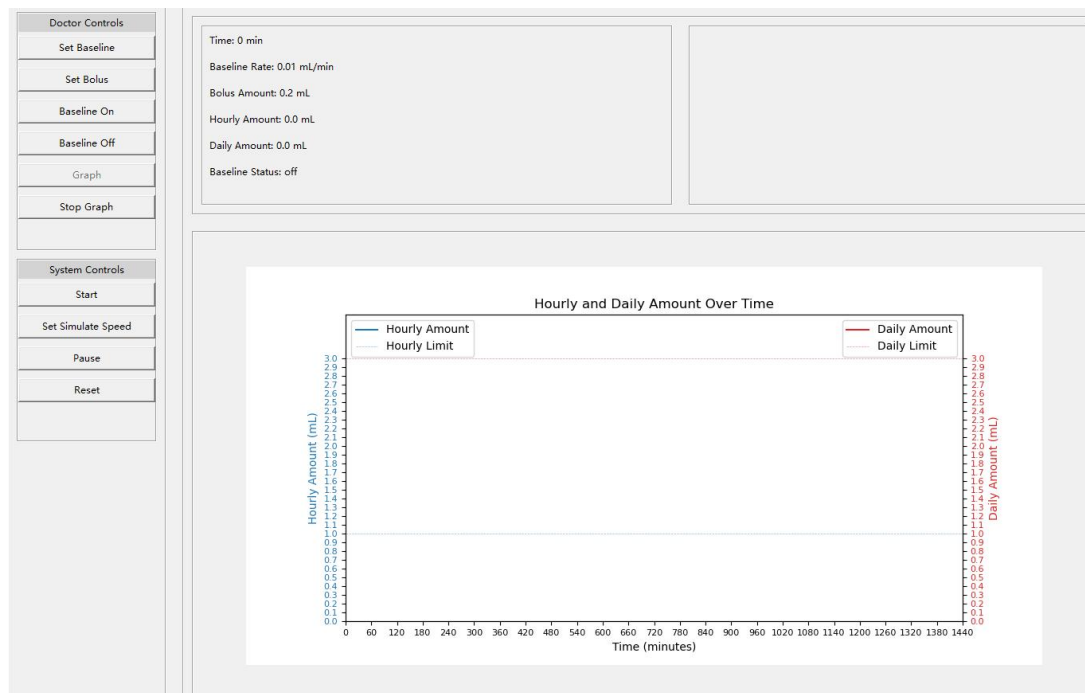 Doctor Controls
Set Baseline
Set Bolus
Baseline On
Baseline Off
Graph
Stop Graph
System Controls
Start
Set Simulate Speed
Pause
Reset
Time: 0 min
Baseline Rate: 0.01 mL/min
Bolus Amount: 0.2 mL
Hourly Amount: 0.0 mL
Daily Amount: 0.0 mL
Baseline Status: off
Hourly and Daily Amount Over Time
Hourly Amount
Hourly Limit
Daily Amount
Daily Limit
Hourly Amount (mL)
3.0
2.9
2.8
2.7
2.6
2.5
2.4
2.3
2.2
2.1
2.0
1.9
1.8
1.7
1.6
1.5
1.4
1.3
1.2
1.1
1.0
0.9
0.8
0.7
0.6
0.5
0.4
0.3
0.2
0.1
0.0
3.0
2.9
2.8
2.7
2.6
2.5
2.4
2.3
2.2
2.1
2.0
1.9
1.8
1.7
1.6
1.5
1.4
1.3
1.2
1.1
1.0
0.9
0.8
0.7
0.6
0.5
0.4
0.3
0.2
0.1
0.0
Daily Amount (mL)
0 60 120 180 240 300 360 420 480 540 600 660 720 780 840 900 960 1020 1080 1140 1200 1260 1320 1380 1440
Time (minutes)